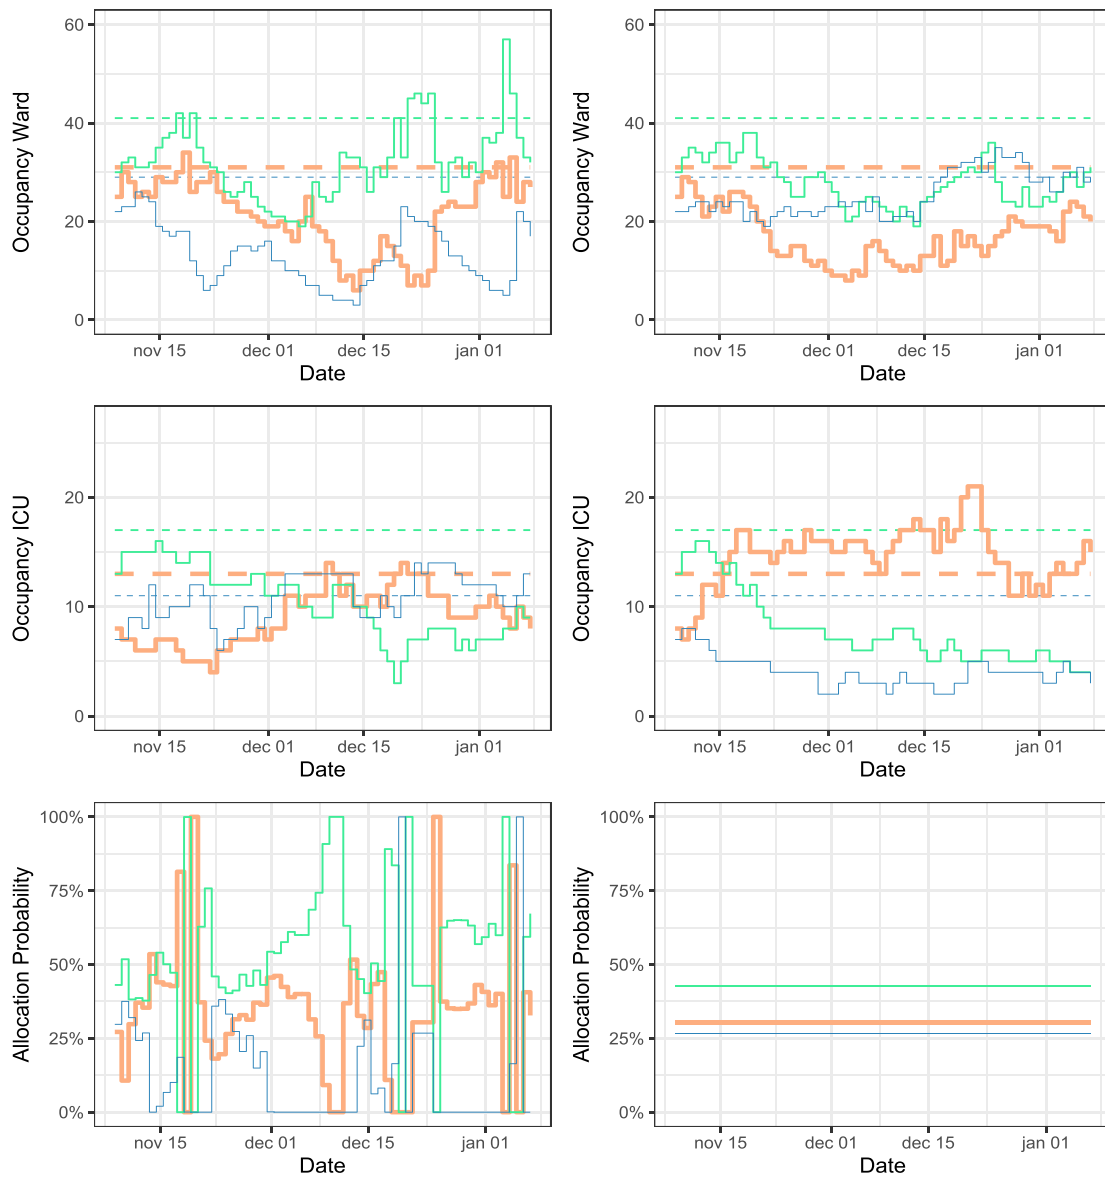 Occupancy Ward
60
40
20
0
nov 15 dec 01 dec 15 jan 01
Date
Occupancy Ward
60
40
20
0
nov 15 dec 01 dec 15 jan 01
Date
Occupancy ICU
20
10
0
nov 15 dec 01 dec 15 jan 01
Date
Occupancy ICU
20
10
0
nov 15 dec 01 dec 15 jan 01
Date
Allocation Probability
100%
75%
50%
25%
0%
nov 15 dec 01 dec 15 jan 01
Date
Allocation Probability
100%
75%
50%
25%
0%
nov 15 dec 01 dec 15 jan 01
Date